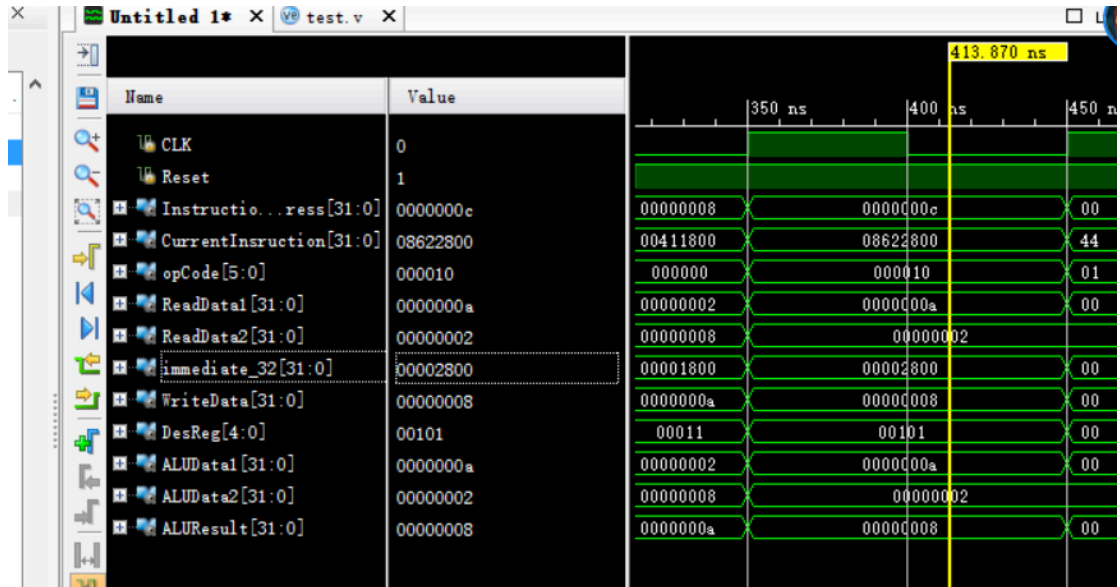 Untitled 1* X test.v X
413.870 ns
Name Value
350 ns 400 ns 450 n
CLK 0
Reset 1
Instructio...ress[31:0] 0000000c 00000008 0000000c 00
CurrentInsruction[31:0] 08622800 00411800 08622800 44
opCode[5:0] 000010 000000 000010 01
ReadData1[31:0] 0000000a 00000002 0000000a 00
ReadData2[31:0] 00000002 00000008 00000002
immediate_32[31:0] 00002800 00001800 00002800 00
WriteData[31:0] 00000008 0000000a 00000008 00
DesReg[4:0] 00101 00011 00101 00
ALUData1[31:0] 0000000a 00000002 0000000a 00
ALUData2[31:0] 00000002 00000008 00000002
ALUResult[31:0] 00000008 0000000a 00000008 00